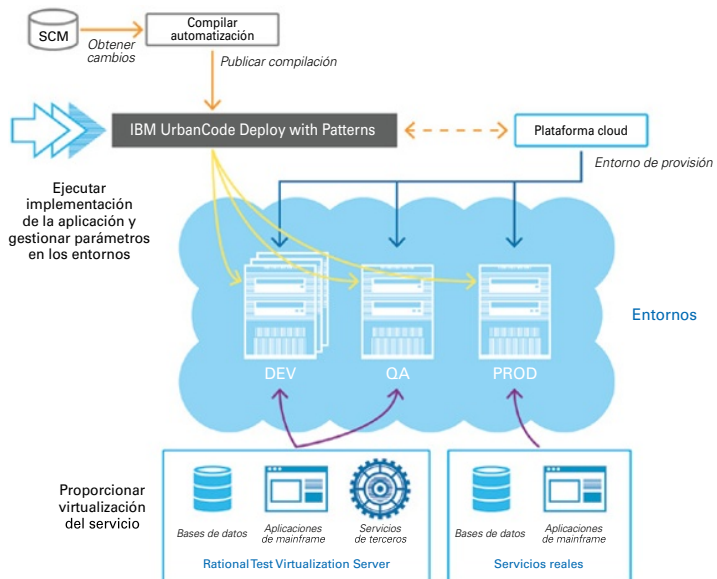 SCM
Obtener
cambios
Compilar
automatización
Publicar compilación
IBM UrbanCode Deploy with Patterns
Plataforma cloud
Entorno de provisión
Ejecutar
implementación
de la aplicación y
gestionar parámetros
en los entornos
Entornos
DEV
QA
PROD
Proporcionar
virtualización
del servicio
Bases de datos
Aplicaciones
de mainframe
Servicios
de terceros
Rational Test Virtualization Server
Bases de datos
Aplicaciones
de mainframe
Servicios reales